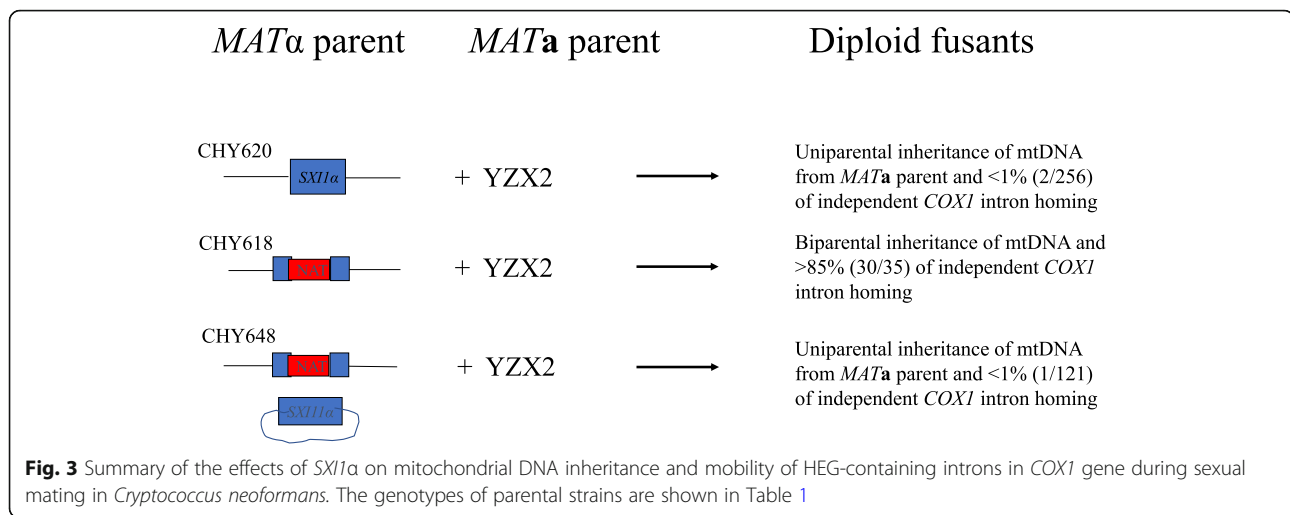 MATα parent MATa parent Diploid fusants
CHY620
SXI1α
+ YZX2
Uniparental inheritance of mtDNA
from MATa parent and <1% (2/256)
of independent COX1 intron homing
CHY618
NAT
+ YZX2
Biparental inheritance of mtDNA and
>85% (30/35) of independent COX1
intron homing
CHY648
NAT
+ YZX2
SXI1α
Uniparental inheritance of mtDNA
from MATa parent and <1% (1/121)
of independent COX1 intron homing
Fig. 3 Summary of the effects of SXI1α on mitochondrial DNA inheritance and mobility of HEG-containing introns in COX1 gene during sexual
mating in Cryptococcus neoformans. The genotypes of parental strains are shown in Table 1